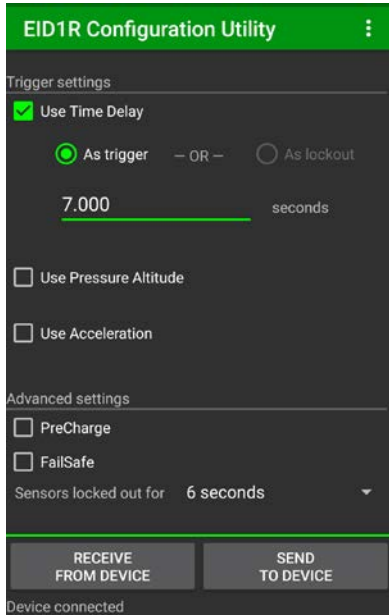 EID1R Configuration Utility
Trigger settings
Use Time Delay
As trigger – OR – As lockout
7.000 seconds
Use Pressure Altitude
Use Acceleration
Advanced settings
PreCharge
FailSafe
Sensors locked out for 6 seconds
RECEIVE SEND
FROM DEVICE TO DEVICE
Device connected